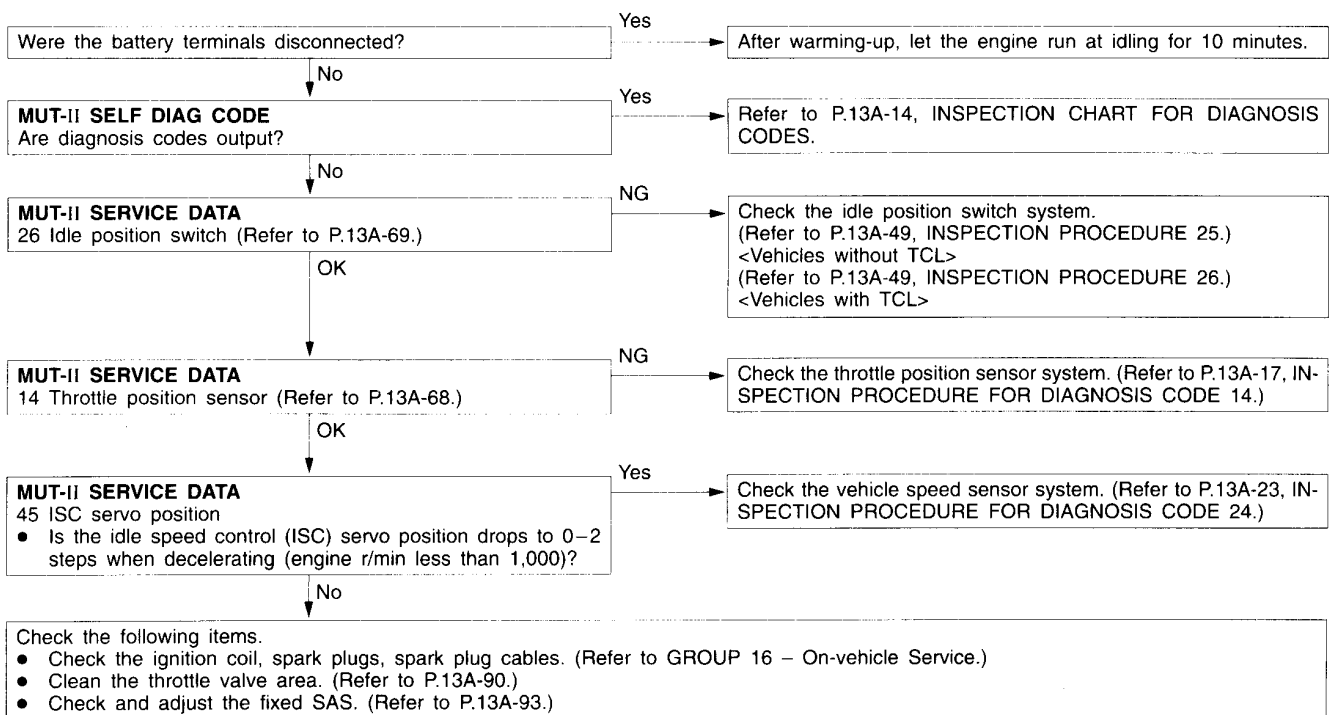 Were the battery terminals disconnected?
Yes
After warming-up, let the engine run at idling for 10 minutes.
No
MUT-II SELF DIAG CODE
Are diagnosis codes output?
Yes
Refer to P.13A-14, INSPECTION CHART FOR DIAGNOSIS
CODES.
No
MUT-II SERVICE DATA
26 Idle position switch (Refer to P.13A-69.)
NG
Check the idle position switch system.
(Refer to P.13A-49, INSPECTION PROCEDURE 25.)
<Vehicles without TCL>
(Refer to P.13A-49, INSPECTION PROCEDURE 26.)
<Vehicles with TCL>
OK
MUT-II SERVICE DATA
14 Throttle position sensor (Refer to P.13A-68.)
NG
Check the throttle position sensor system. (Refer to P.13A-17, IN-
SPECTION PROCEDURE FOR DIAGNOSIS CODE 14.)
OK
MUT-II SERVICE DATA
45 ISC servo position
● Is the idle speed control (ISC) servo position drops to 0–2
steps when decelerating (engine r/min less than 1,000)?
Yes
Check the vehicle speed sensor system. (Refer to P.13A-23, IN-
SPECTION PROCEDURE FOR DIAGNOSIS CODE 24.)
No
Check the following items.
● Check the ignition coil, spark plugs, spark plug cables. (Refer to GROUP 16 – On-vehicle Service.)
● Clean the throttle valve area. (Refer to P.13A-90.)
● Check and adjust the fixed SAS. (Refer to P.13A-93.)